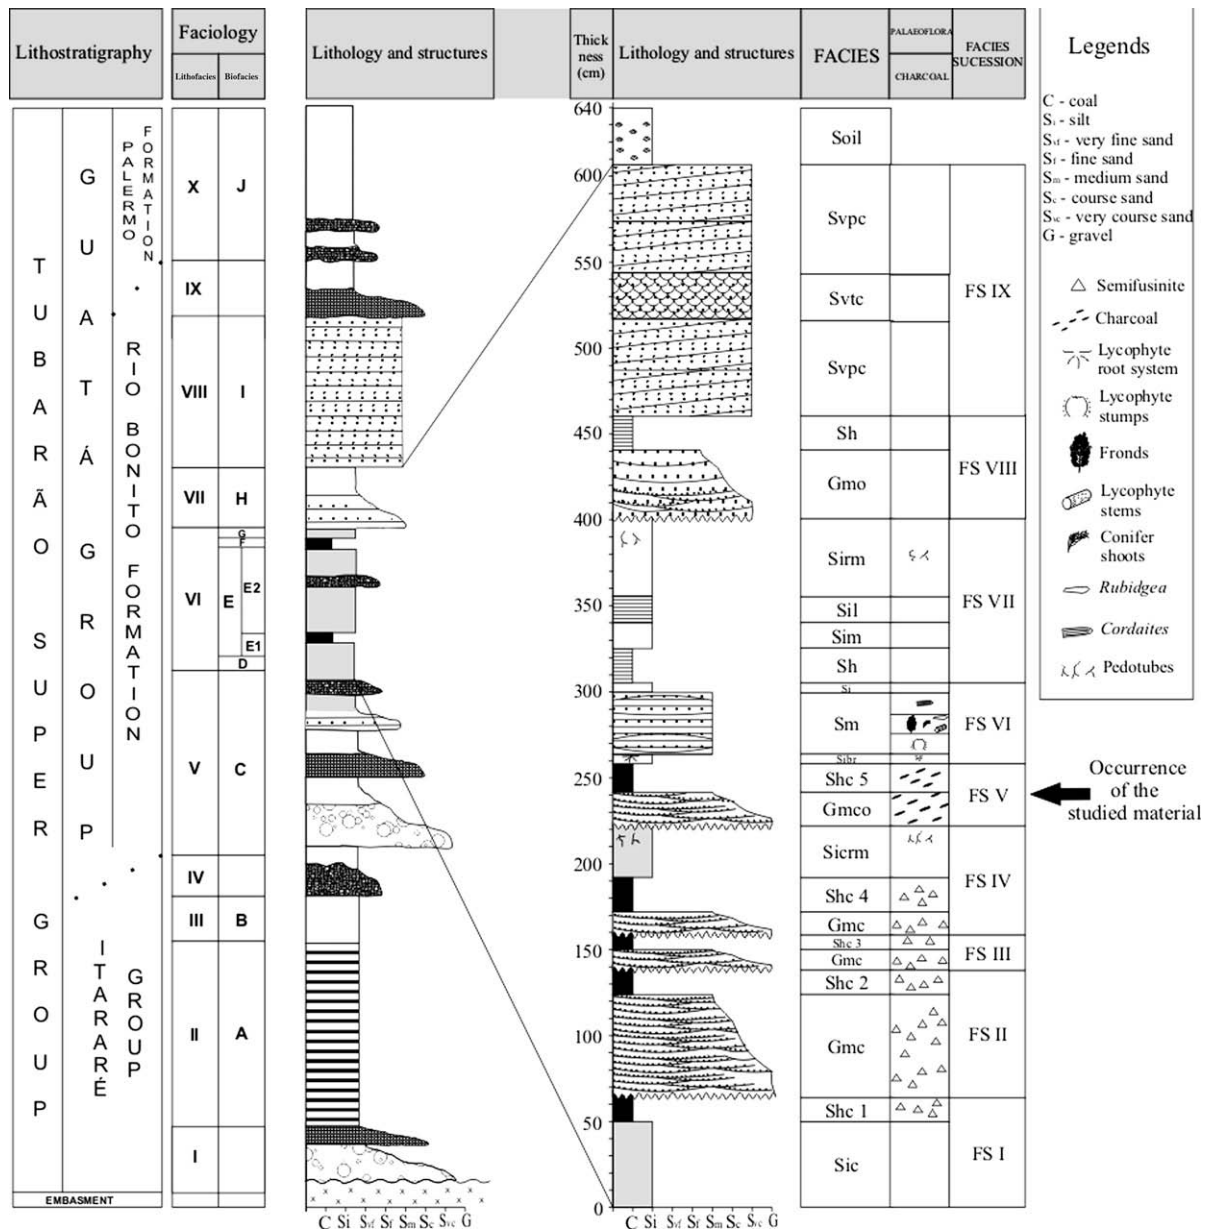 Lithostratigraphy
Faciology
Lithofacies
Biofacies
Lithology and structures
Thick
ness
(cm)
Lithology and structures
FACIES
PALAEOFLORA
CHARCOAL
FACIES
SUCESSION
TUBARÃO SUPER GROUP
GUATÁ GROUP
PALERMO FORMATION
RIO BONITO FORMATION
ITARARÉ GROUP
EMBASMENT
X
J
IX
VIII
I
VII
H
VI
G
F
E
E2
E1
D
V
C
IV
III
B
II
A
I
C Si Svf Sf Sm Sc Svc G
640
600
550
500
450
400
350
300
250
200
150
100
50
0
C Si Svf Sf Sm Sc Svc G
Soil
Svpc
Svtc
Svpc
Sh
Gmo
Sirm
Sil
Sim
Sh
Si
Sm
Sibr
Shc 5
Gmco
Sicrm
Shc 4
Gmc
Shc 3
Gmc
Shc 2
Gmc
Shc 1
Sic
FS IX
FS VIII
FS VII
FS VI
FS V
FS IV
FS III
FS II
FS I
Legends
C - coal
Si - silt
Svf - very fine sand
Sf - fine sand
Sm - medium sand
Sc - course sand
Svc - very course sand
G - gravel
Semifusinite
Charcoal
Lycophyte
root system
Lycophyte
stumps
Fronds
Lycophyte
stems
Conifer
shoots
Rubidgea
Cordaites
Pedotubes
Occurrence
of the
studied material